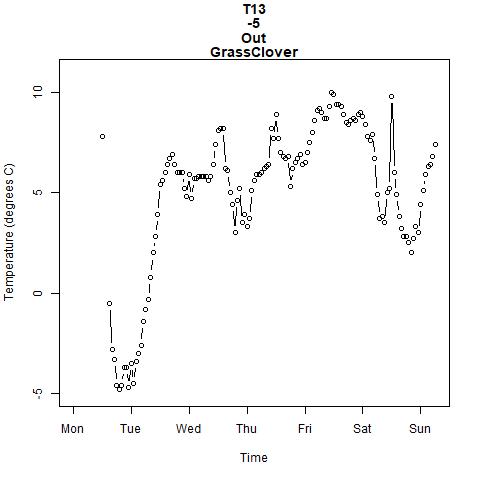 T13
-5
Out
GrassClover
Temperature (degrees C)
10
5
0
-5
Mon Tue Wed Thu Fri Sat Sun
Time